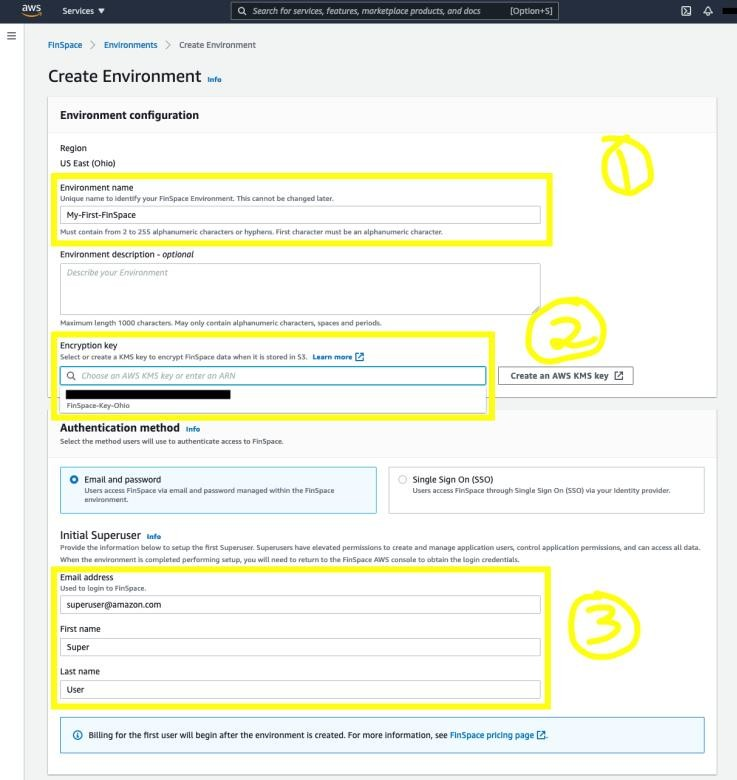 aws
Services ▼
Search for services, features, marketplace products, and docs [Option+S]
FinSpace > Environments > Create Environment
Create Environment Info
Environment configuration
Region
US East (Ohio)
1
Environment name
Unique name to identify your FinSpace Environment. This cannot be changed later.
My-First-FinSpace
Must contain from 2 to 255 alphanumeric characters or hyphens. First character must be an alphanumeric character.
Environment description - optional
Describe your Environment
Maximum length 1000 characters. May only contain alphanumeric characters, spaces and periods.
2
Encryption key
Select or create a KMS key to encrypt FinSpace data when it is stored in S3. Learn more
Choose an AWS KMS key or enter an ARN
Create an AWS KMS key
FinSpace-Key-Ohio
Authentication method Info
Select the method users will use to authenticate access to FinSpace.
Email and password
Users access FinSpace via email and password managed within the FinSpace
environment.
Single Sign On (SSO)
Users access FinSpace through Single Sign On (SSO) via your Identity provider.
Initial Superuser Info
Provide the information below to setup the first Superuser. Superusers have elevated permissions to create and manage application users, control application permissions, and can access all data.
When the environment is completed performing setup, you will need to return to the FinSpace AWS console to obtain the login credentials.
Email address
Used to login to FinSpace.
superuser@amazon.com
3
First name
Super
Last name
User
Billing for the first user will begin after the environment is created. For more information, see FinSpace pricing page.